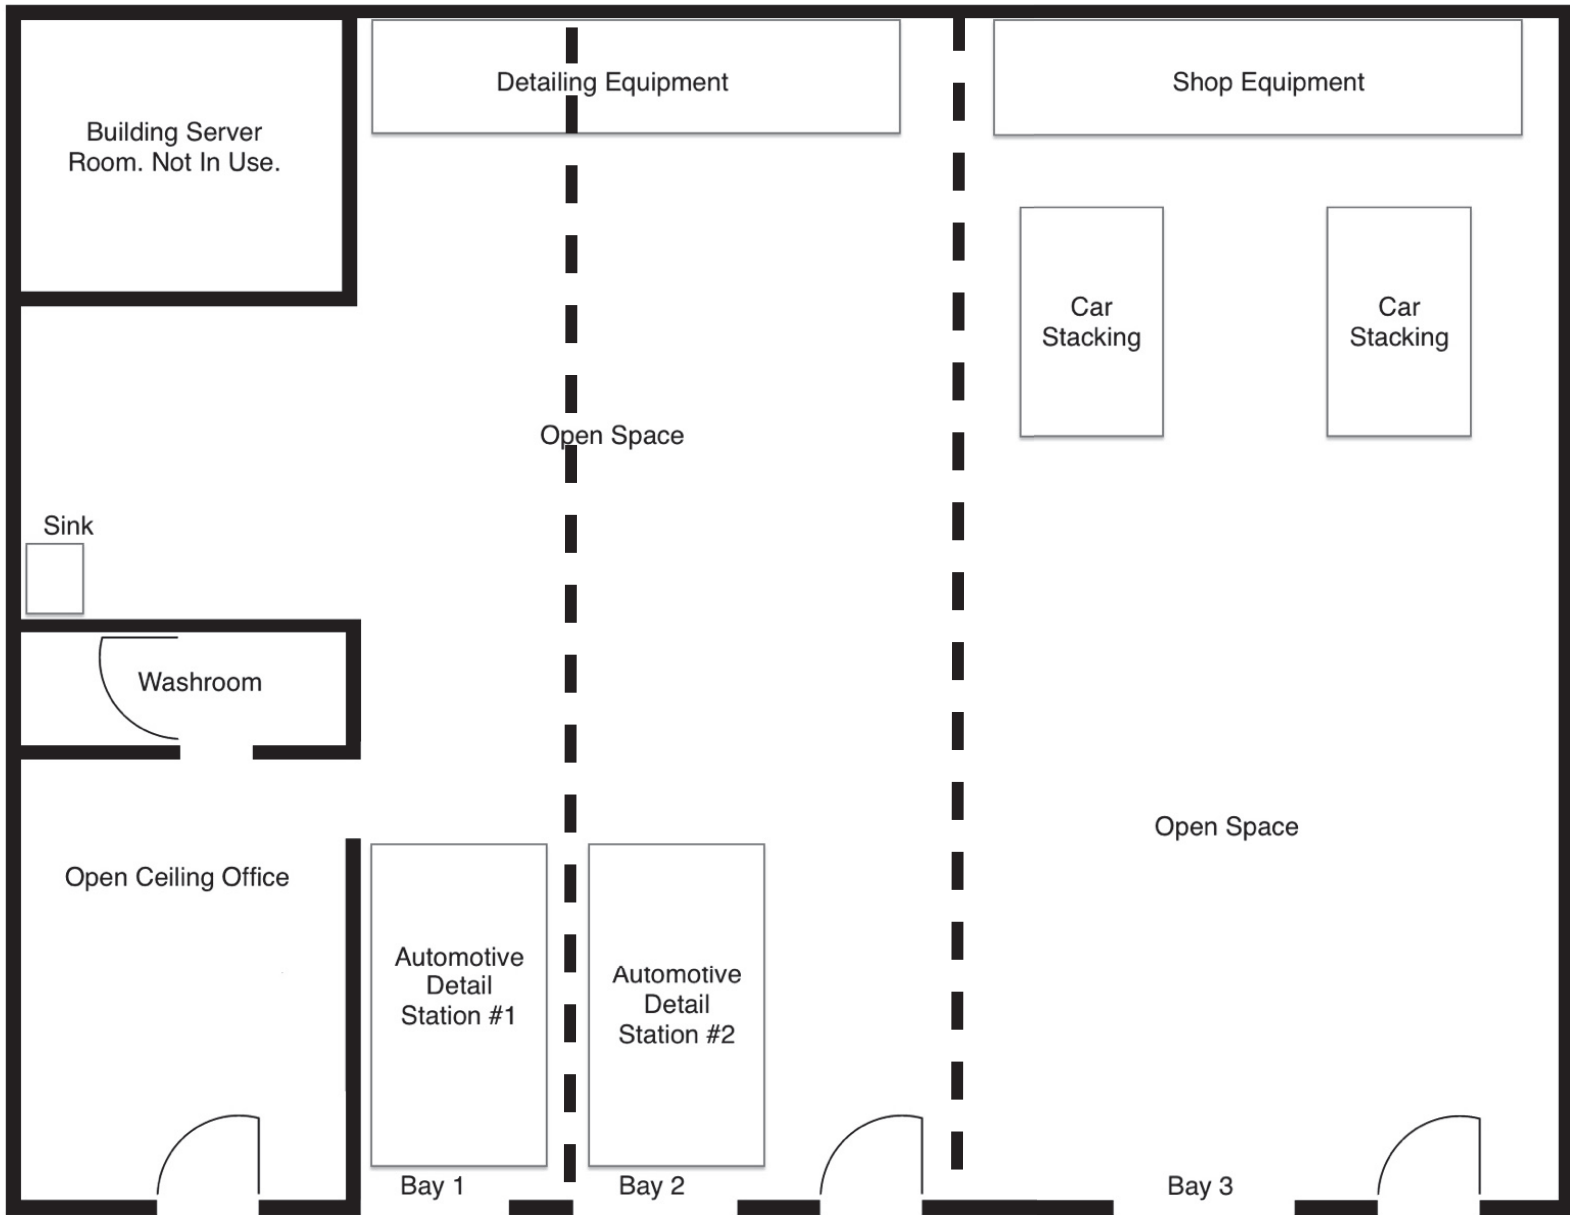 Detailing Equipment
Shop Equipment
Building Server
Room. Not In Use.
Car
Stacking
Car
Stacking
Open Space
Sink
Washroom
Open Space
Open Ceiling Office
Automotive
Detail
Station #1
Automotive
Detail
Station #2
Bay 1
Bay 2
Bay 3